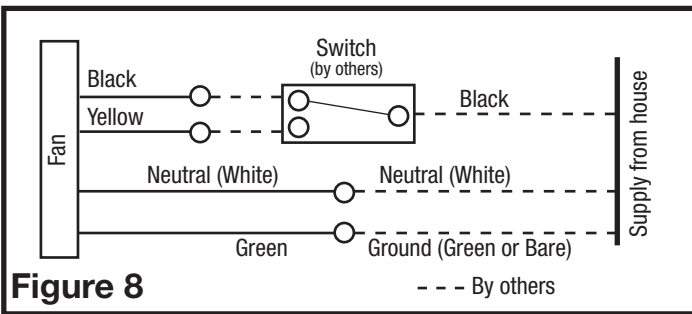 Switch
(by others)
Black
Black
Yellow
Fan
Neutral (White)
Neutral (White)
Supply from house
Green
Ground (Green or Bare)
Figure 8
- - - By others